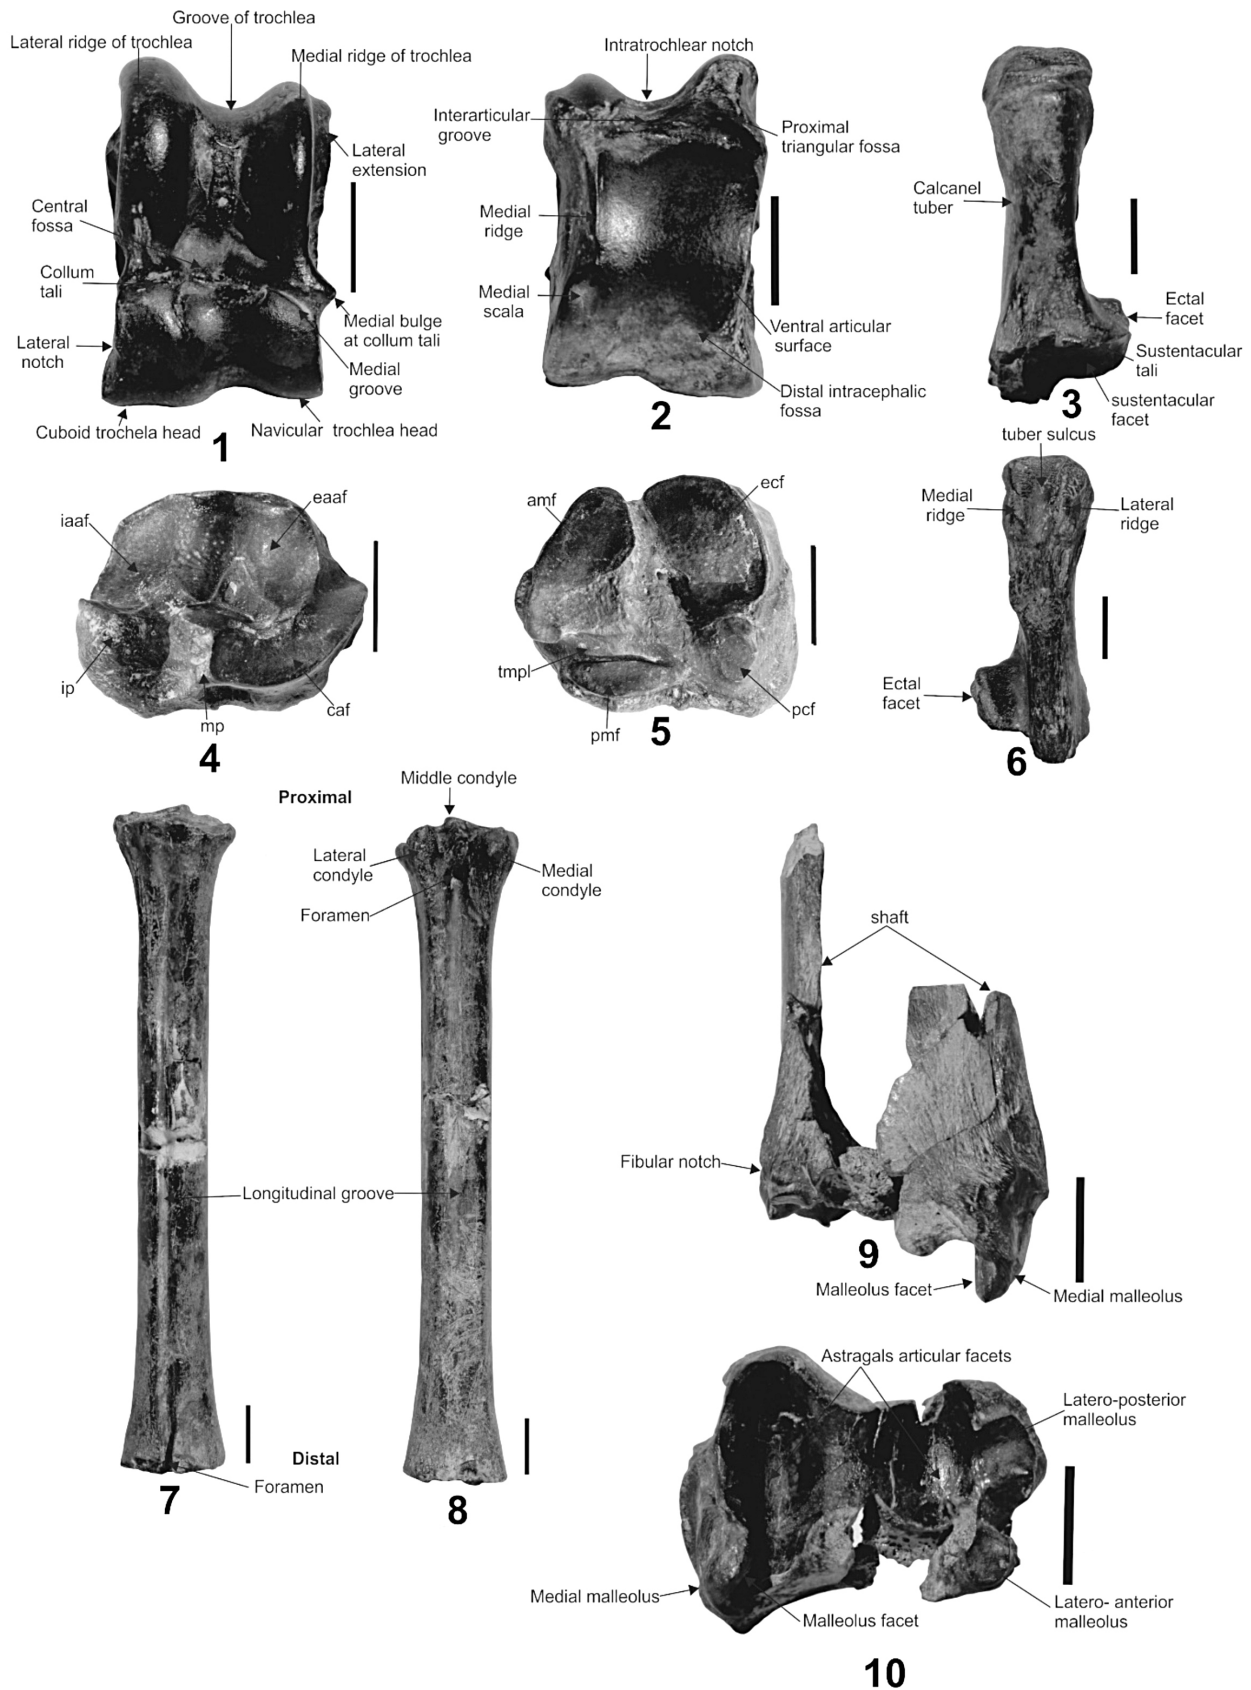 Groove of trochlea
Lateral ridge of trochlea
Medial ridge of trochlea
Lateral
extension
Central
fossa
Collum
tali
Lateral
notch
Medial bulge
at collum tali
Medial
groove
Cuboid trochela head
Navicular trochlea head
1
Intratrochlear notch
Interarticular
groove
Proximal
triangular fossa
Medial
ridge
Medial
scala
Ventral articular
surface
Distal intracephalic
fossa
2
Calcanel
tuber
Ectal
facet
Sustentacular
tali
sustentacular
facet
3
iaaf
eaaf
ip
mp
caf
4
amf
ecf
tmpl
pmf
pcf
5
tuber sulcus
Medial
ridge
Lateral
ridge
Ectal
facet
6
Proximal
Middle condyle
Lateral
condyle
Medial
condyle
Foramen
Longitudinal groove
Distal
Foramen
7
8
shaft
Fibular notch
Malleolus facet
Medial malleolus
9
Astragals articular facets
Latero-posterior
malleolus
Medial malleolus
Malleolus facet
Latero- anterior
malleolus
10